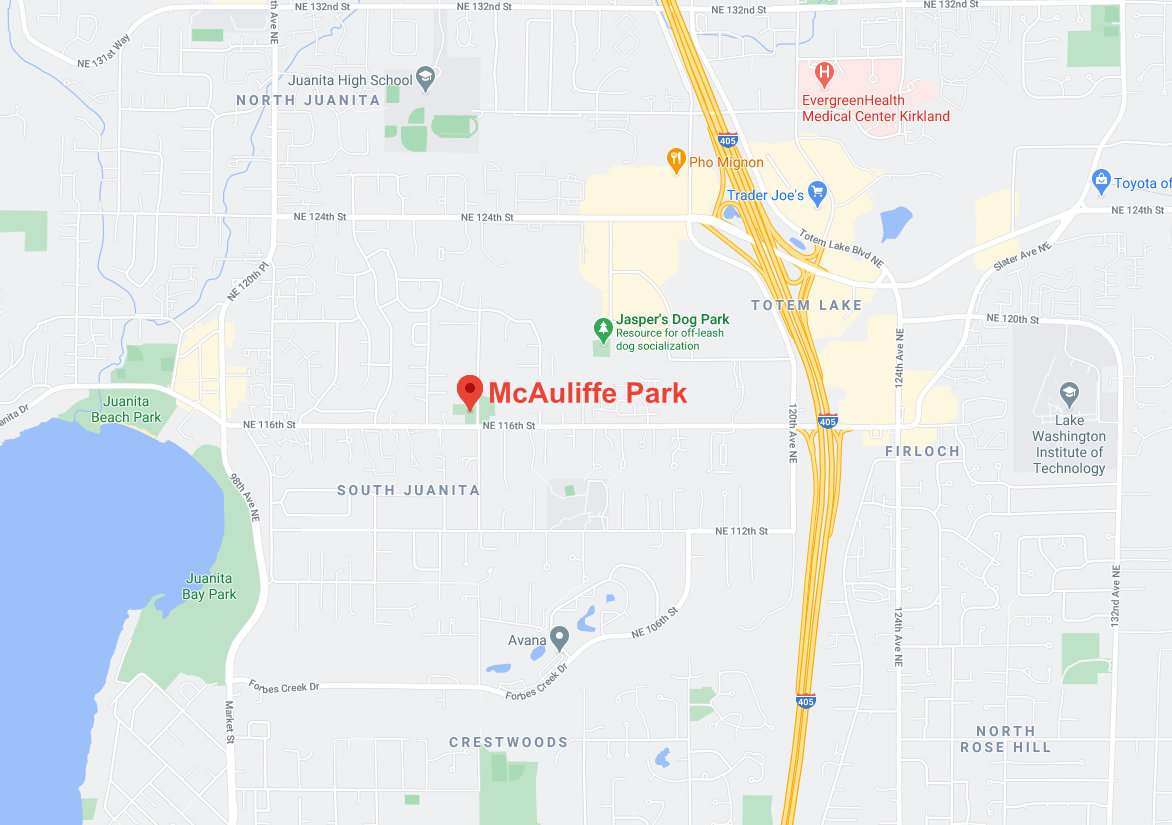 NE 132nd St
NE 132nd St
NE 132nd St
NE 132nd St
NE 131st Way
7th Ave NE
Juanita High School
NORTH JUANITA
EvergreenHealth
Medical Center Kirkland
405
Pho Mignon
Trader Joe's
Toyota of
NE 124th St
NE 124th St
NE 124th St
Totem Lake Blvd NE
Slater Ave NE
NE 120th Pl
TOTEM LAKE
Jasper's Dog Park
Resource for off-leash
dog socialization
NE 120th St
124th Ave NE
McAuliffe Park
Juanita
Beach Park
anita Dr
NE 116th St
NE 116th St
120th Ave NE
405
Lake
Washington
Institute of
Technology
FIRLOCH
98th Ave NE
SOUTH JUANITA
NE 112th St
Juanita
Bay Park
132nd Ave NE
124th Ave NE
NE 106th St
Avana
Forbes Creek Dr
Forbes Creek Dr
Market St
405
CRESTWOODS
NORTH
ROSE HILL